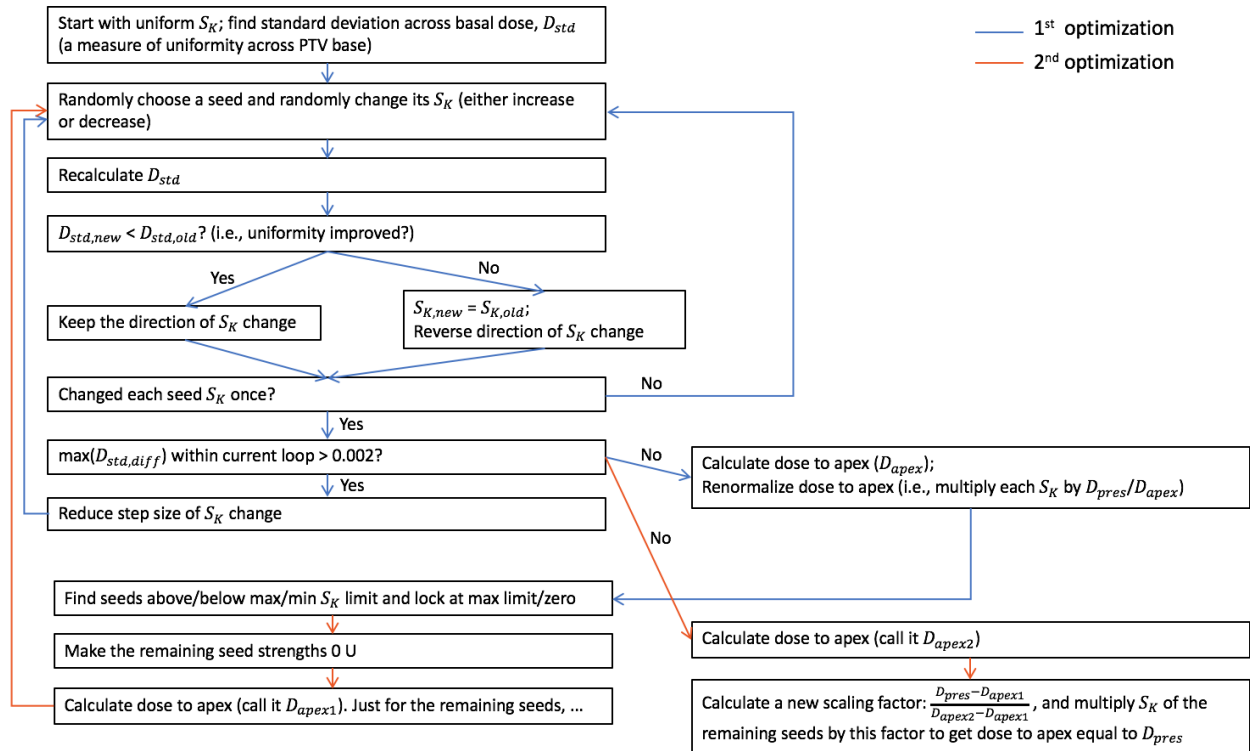 Start with uniform S_K; find standard deviation across basal dose, D_std
(a measure of uniformity across PTV base)
1st optimization
2nd optimization
Randomly choose a seed and randomly change its S_K (either increase
or decrease)
Recalculate D_std
D_std,new < D_std,old? (i.e., uniformity improved?)
Yes
No
Keep the direction of S_K change
S_K,new = S_K,old;
Reverse direction of S_K change
Changed each seed S_K once?
No
Yes
max(D_std,diff) within current loop > 0.002?
No
Yes
Calculate dose to apex (D_apex);
Renormalize dose to apex (i.e., multiply each S_K by D_pres/D_apex)
Reduce step size of S_K change
No
Find seeds above/below max/min S_K limit and lock at max limit/zero
Make the remaining seed strengths 0 U
Calculate dose to apex (call it D_apex1). Just for the remaining seeds, ...
Calculate dose to apex (call it D_apex2)
Calculate a new scaling factor: (D_pres−D_apex1)/(D_apex2−D_apex1), and multiply S_K of the
remaining seeds by this factor to get dose to apex equal to D_pres